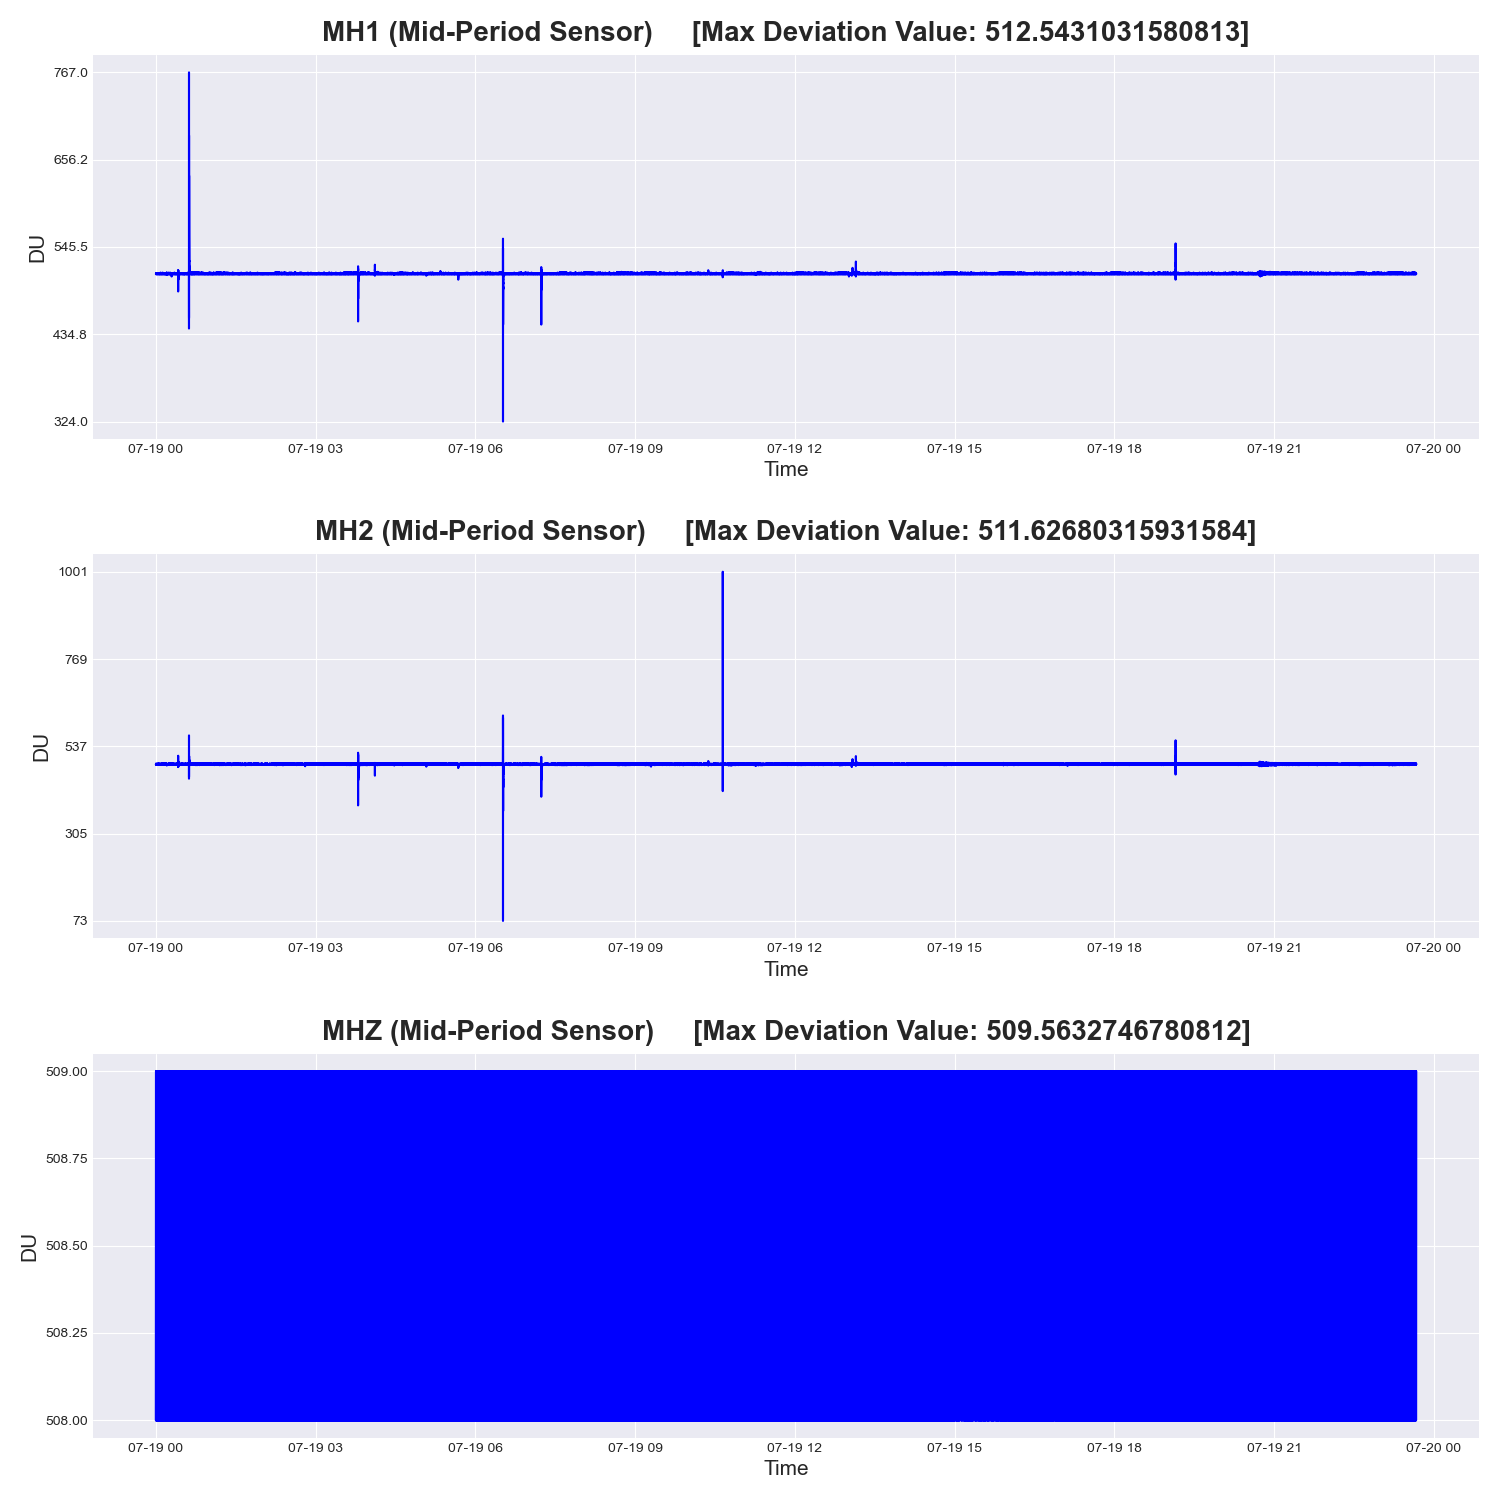 MH1 (Mid-Period Sensor) [Max Deviation Value: 512.5431031580813]
767.0
656.2
545.5
434.8
324.0
DU
07-19 00 07-19 03 07-19 06 07-19 09 07-19 12 07-19 15 07-19 18 07-19 21 07-20 00
Time
MH2 (Mid-Period Sensor) [Max Deviation Value: 511.62680315931584]
1001
769
537
305
73
DU
07-19 00 07-19 03 07-19 06 07-19 09 07-19 12 07-19 15 07-19 18 07-19 21 07-20 00
Time
MHZ (Mid-Period Sensor) [Max Deviation Value: 509.5632746780812]
509.00
508.75
508.50
508.25
508.00
DU
07-19 00 07-19 03 07-19 06 07-19 09 07-19 12 07-19 15 07-19 18 07-19 21 07-20 00
Time